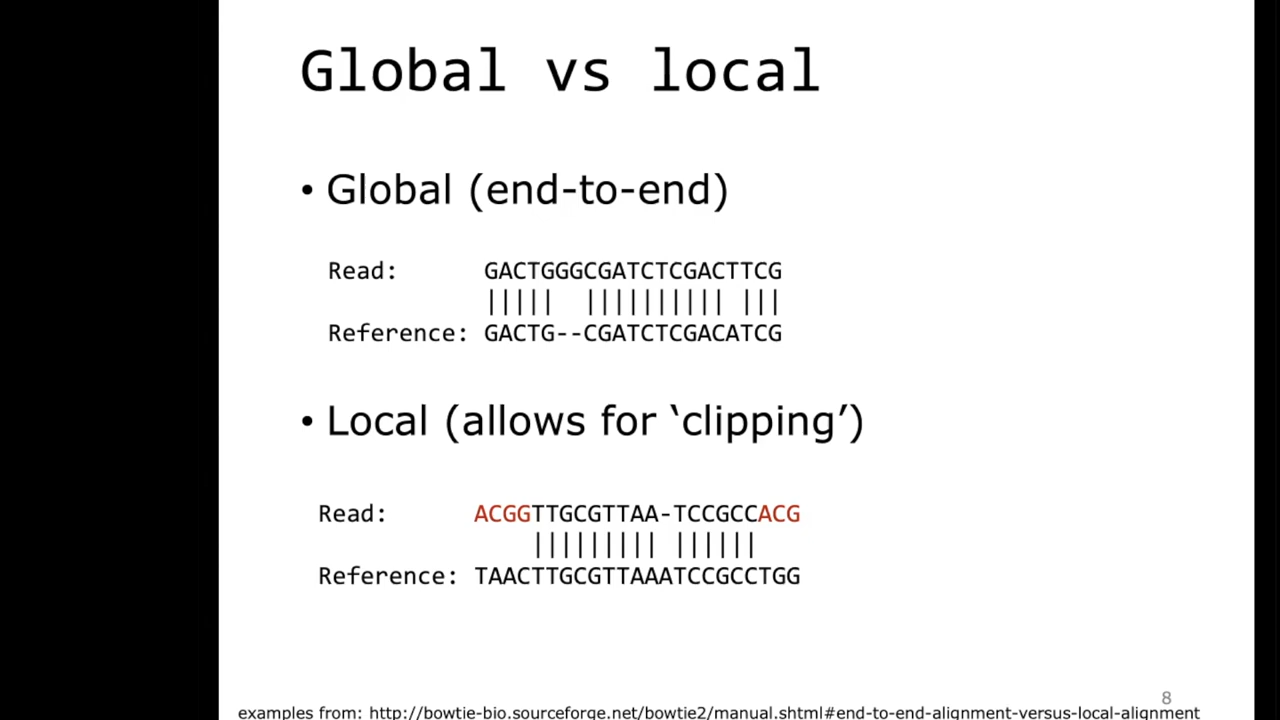 Global vs local
• Global (end-to-end)
Read:      GACTGGGCGATCTCGACTTCG
           |||||  |||||||||| |||
Reference: GACTG--CGATCTCGACATCG
• Local (allows for ‘clipping’)
Read:      ACGGTTGCGTTAA-TCCGCCACG
               ||||||||| ||||||
Reference: TAACTTGCGTTAAATCCGCCTGG
8
examples from: http://bowtie-bio.sourceforge.net/bowtie2/manual.shtml#end-to-end-alignment-versus-local-alignment